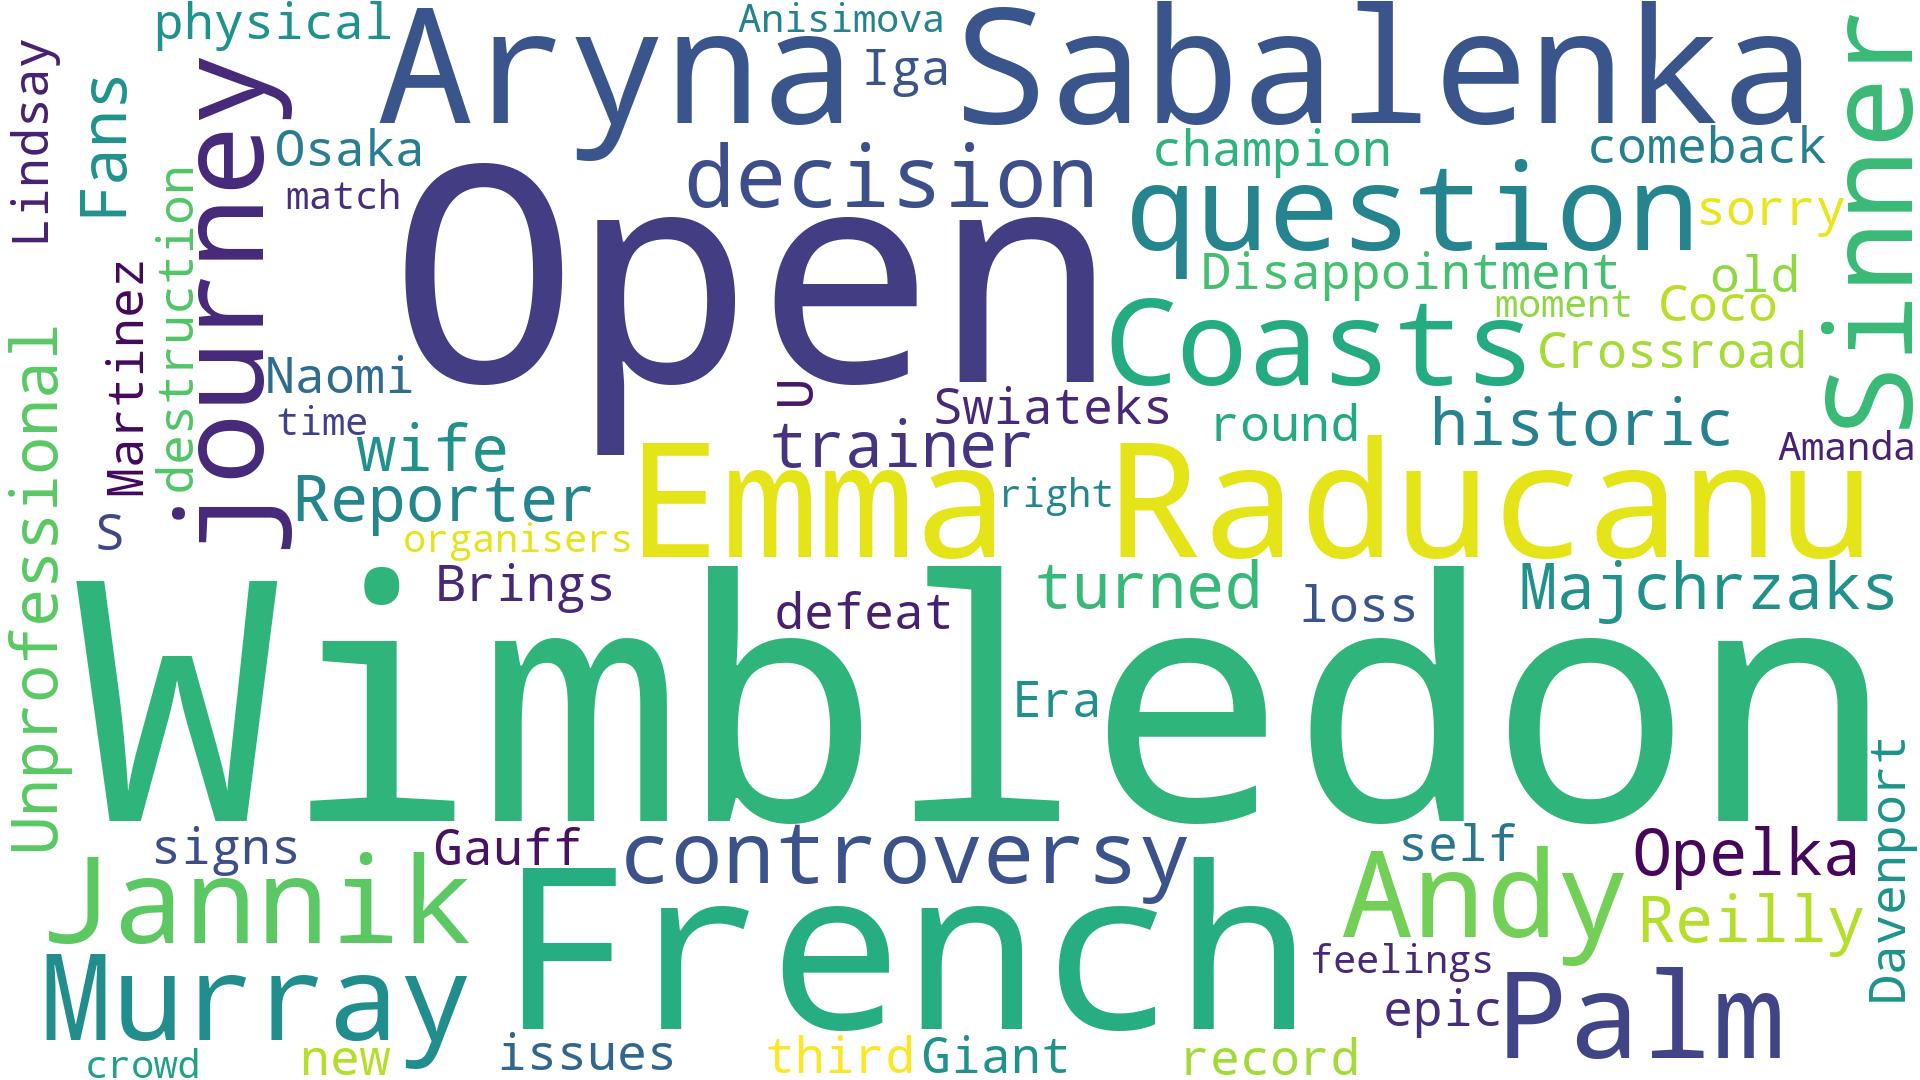 physical
Aryna
Anisimova
Iga
Sabalenka
Sinner
Lindsay
Fans
journey
Osaka
match
decision
champion
comeback
question
sorry
Open
destruction
Disappointment
old
moment
Coco
Coasts
Crossroad
Martinez
Naomi
time
U
Swiateks
round
historic
Amanda
wife
trainer
Unprofessional
Reporter
Emma
right
Raducanu
S
organisers
Brings
defeat
turned
loss
Majchrzaks
Wimbledon
Era
Davenport
signs
Gauff
controversy
self
Opelka
Jannik
French
Andy
Reilly
Murray
feelings
epic
Palm
crowd
new
issues
third
Giant
record